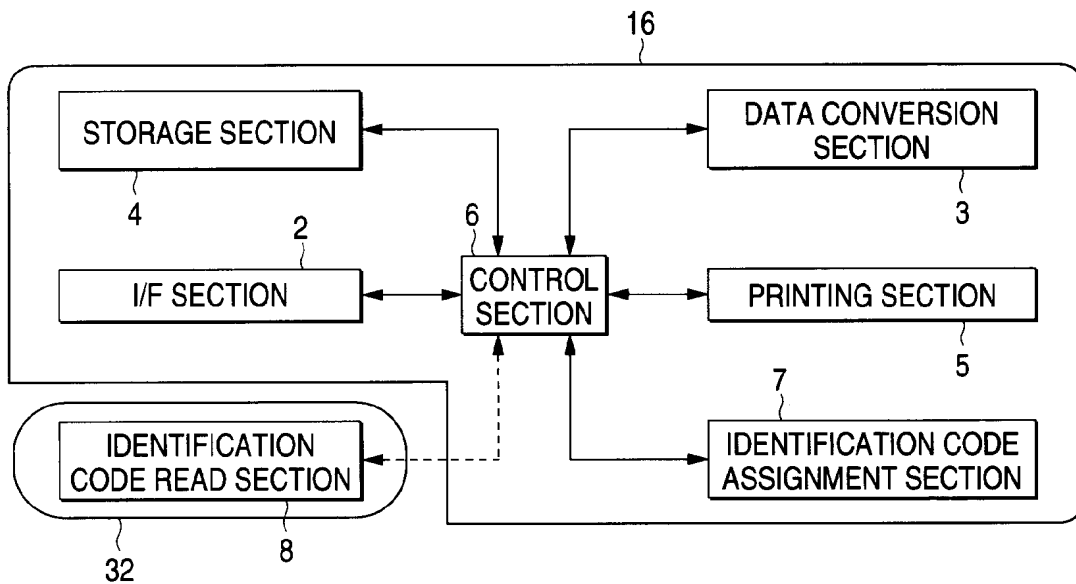 16
STORAGE SECTION
4
DATA CONVERSION
SECTION
3
2
I/F SECTION
6
CONTROL
SECTION
PRINTING SECTION
5
IDENTIFICATION
CODE READ SECTION
8
32
7
IDENTIFICATION CODE
ASSIGNMENT SECTION